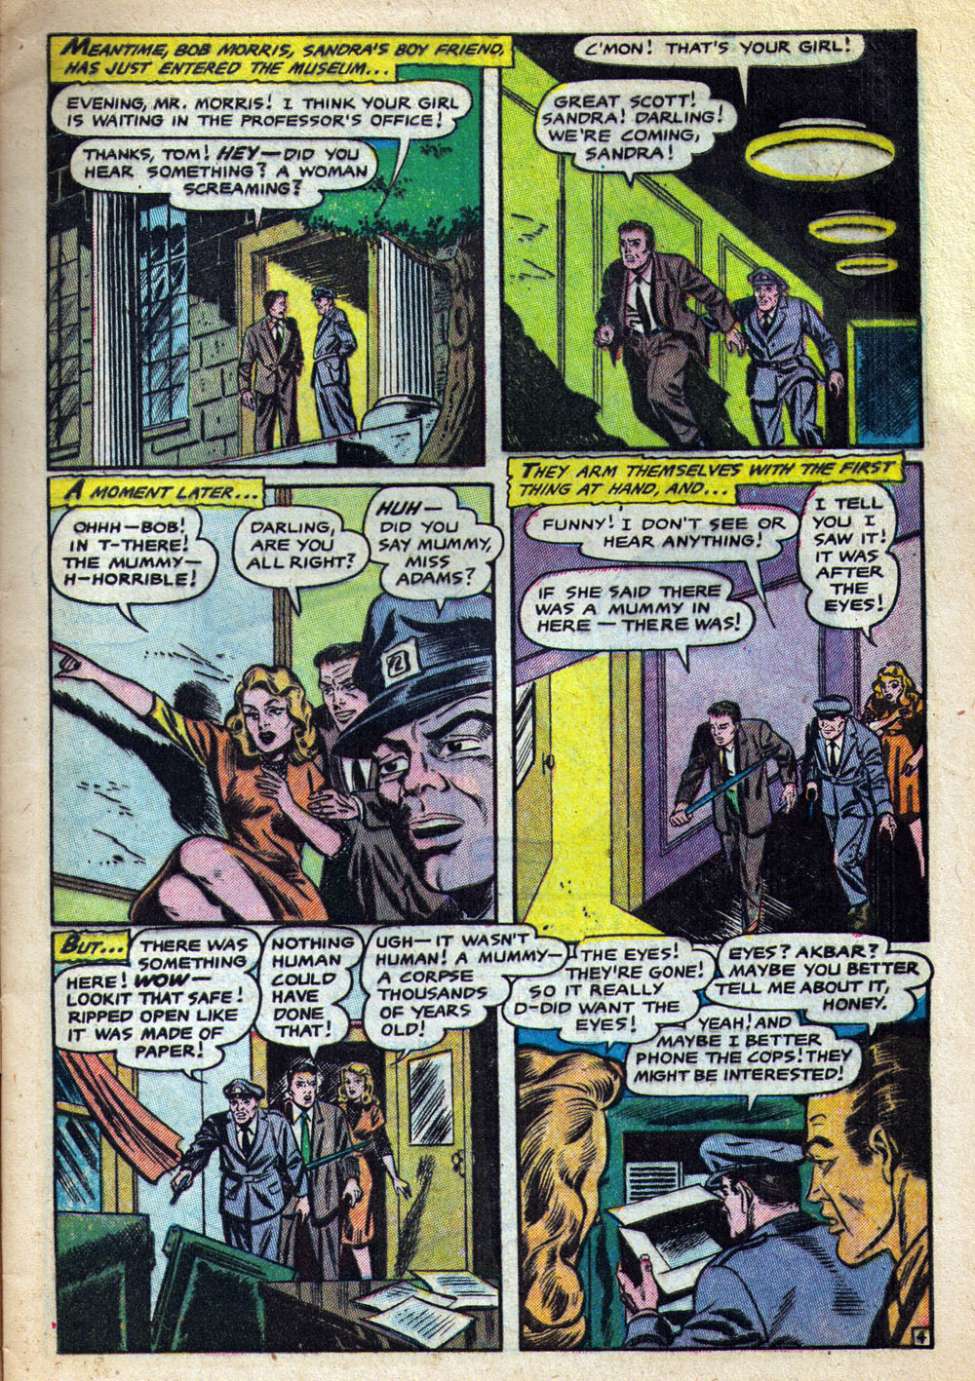 MEANTIME, BOB MORRIS, SANDRA'S BOY FRIEND,
HAS JUST ENTERED THE MUSEUM...
EVENING, MR. MORRIS! I THINK YOUR GIRL
IS WAITING IN THE PROFESSOR'S OFFICE!
THANKS, TOM! HEY—DID YOU
HEAR SOMETHING? A WOMAN
SCREAMING?
C'MON! THAT'S YOUR GIRL!
GREAT SCOTT!
SANDRA! DARLING!
WE'RE COMING,
SANDRA!
A MOMENT LATER...
OHHH—BOB!
IN T-THERE!
THE MUMMY—
H-HORRIBLE!
DARLING,
ARE YOU
ALL RIGHT?
HUH—
DID YOU
SAY MUMMY,
MISS
ADAMS?
12
THEY ARM THEMSELVES WITH THE FIRST
THING AT HAND, AND...
FUNNY! I DON'T SEE OR
HEAR ANYTHING!
IF SHE SAID THERE
WAS A MUMMY IN
HERE—THERE WAS!
I TELL
YOU I
SAW IT!
IT WAS
AFTER
THE
EYES!
BUT...
THERE WAS
SOMETHING
HERE! WOW—
LOOKIT THAT SAFE!
RIPPED OPEN LIKE
IT WAS MADE OF
PAPER!
NOTHING
HUMAN
COULD
HAVE
DONE
THAT!
UGH—IT WASN'T
HUMAN! A MUMMY—
A CORPSE
THOUSANDS
OF YEARS
OLD!
THE EYES!
THEY'RE GONE!
SO IT REALLY
D-DID WANT THE
EYES!
EYES? AKBAR?
MAYBE YOU BETTER
TELL ME ABOUT IT,
HONEY.
YEAH! AND
MAYBE I BETTER
PHONE THE COPS! THEY
MIGHT BE INTERESTED!
4